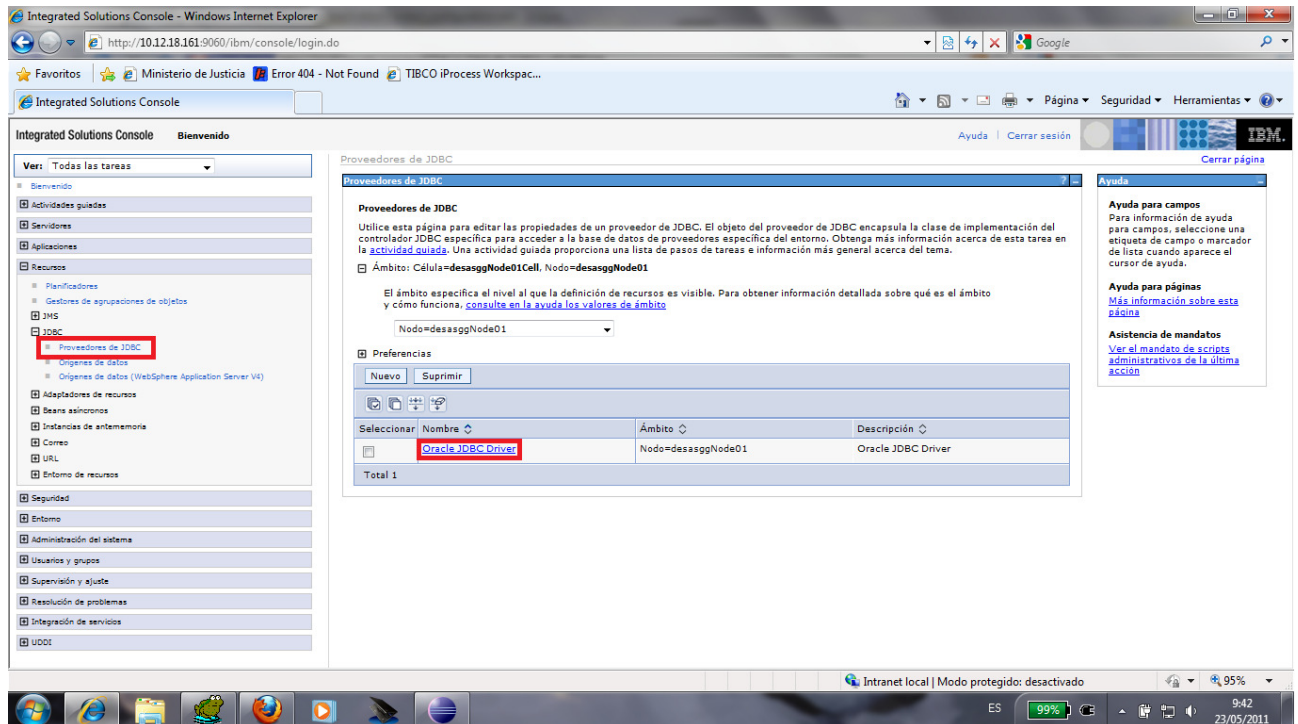 Integrated Solutions Console - Windows Internet Explorer
http://10.12.18.161:9060/ibm/console/login.do
Google
Favoritos
Ministerio de Justicia
Error 404 - Not Found
TIBCO iProcess Workspac...
Integrated Solutions Console
Página
Seguridad
Herramientas
Integrated Solutions Console Bienvenido
Ayuda | Cerrar sesión
IBM.
Ver: Todas las tareas
Bienvenido
Actividades guiadas
Servidores
Aplicaciones
Recursos
Planificadores
Gestores de agrupaciones de objetos
JMS
JDBC
Proveedores de JDBC
Orígenes de datos
Orígenes de datos (WebSphere Application Server V4)
Adaptadores de recursos
Beans asíncronos
Instancias de antememoria
Correo
URL
Entorno de recursos
Seguridad
Entorno
Administración del sistema
Usuarios y grupos
Supervisión y ajuste
Resolución de problemas
Integración de servicios
UDDI
Proveedores de JDBC
Cerrar página
Proveedores de JDBC
? -
Proveedores de JDBC
Utilice esta página para editar las propiedades de un proveedor de JDBC. El objeto del proveedor de JDBC encapsula la clase de implementación del
controlador JDBC específica para acceder a la base de datos de proveedores específica del entorno. Obtenga más información acerca de esta tarea en
la actividad guiada. Una actividad guiada proporciona una lista de pasos de tareas e información más general acerca del tema.
Ámbito: Célula=desasggNode01Cell, Nodo=desasggNode01
El ámbito especifica el nivel al que la definición de recursos es visible. Para obtener información detallada sobre qué es el ámbito
y cómo funciona, consulte en la ayuda los valores de ámbito
Nodo=desasggNode01
Preferencias
Nuevo
Suprimir
Seleccionar Nombre Ámbito Descripción
Oracle JDBC Driver Nodo=desasggNode01 Oracle JDBC Driver
Total 1
Ayuda
Ayuda para campos
Para información de ayuda
para campos, seleccione una
etiqueta de campo o marcador
de lista cuando aparece el
cursor de ayuda.
Ayuda para páginas
Más información sobre esta
página
Asistencia de mandatos
Ver el mandato de scripts
administrativos de la última
acción
Intranet local | Modo protegido: desactivado
95%
ES
99%
9:42
23/05/2011